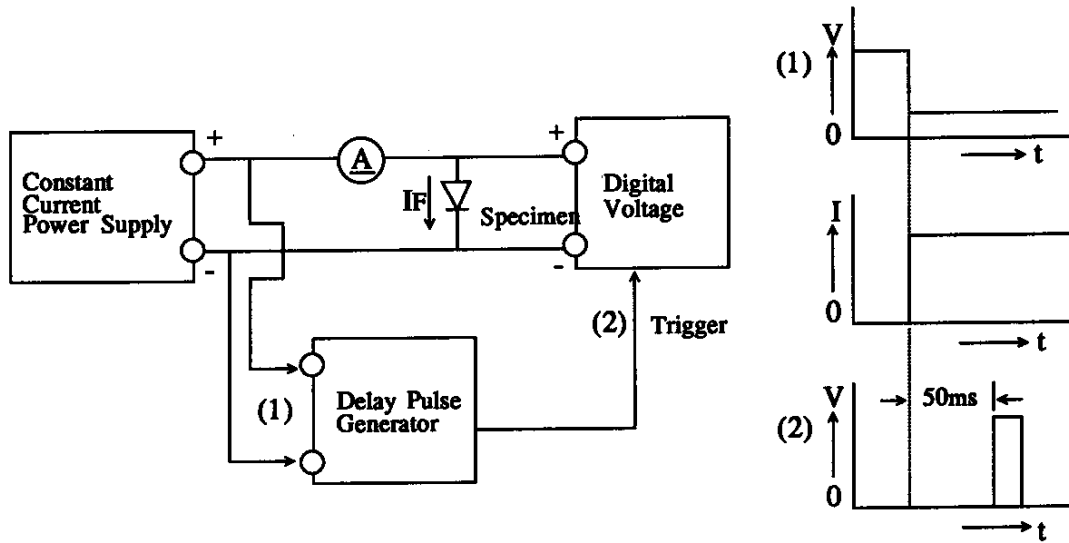 +
A
+
Constant
Current
Power Supply
IF
Specimen
Digital
Voltage
-
-
(2)
Trigger
(1)
Delay Pulse
Generator
V
(1)
0
t
I
0
t
V
50ms
(2)
0
t